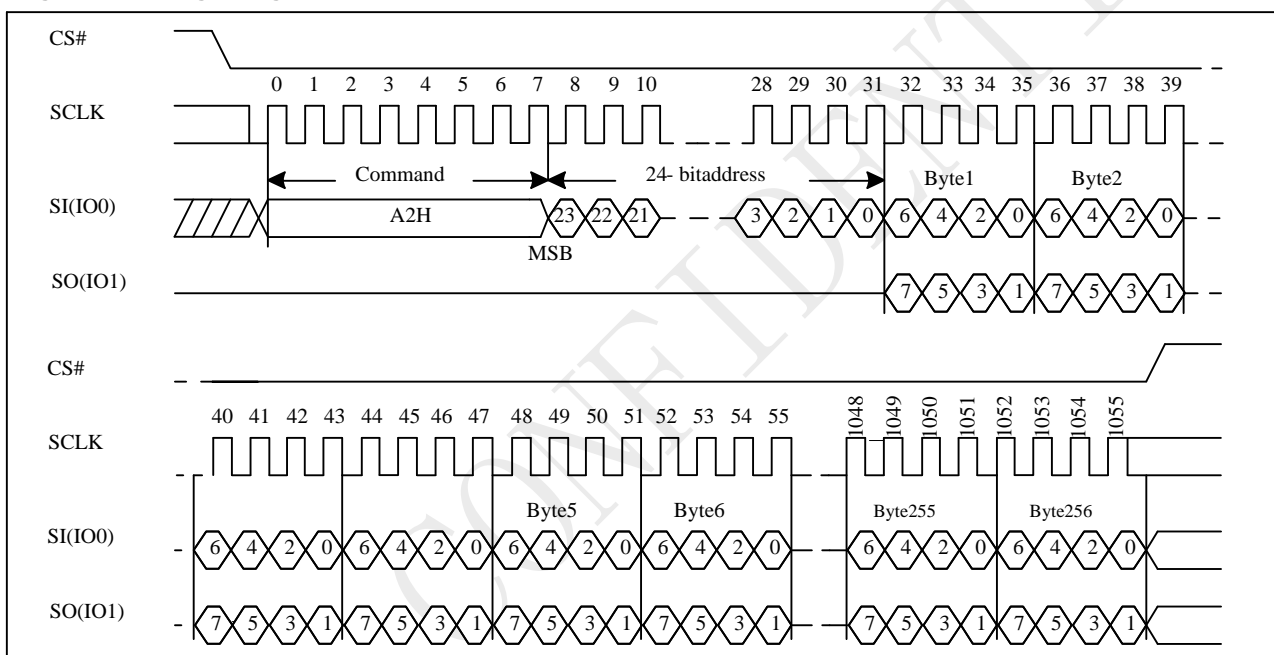 CS#
0 1 2 3 4 5 6 7 8 9 10 28 29 30 31 32 33 34 35 36 37 38 39
SCLK
Command 24- bitaddress Byte1 Byte2
SI(IO0) A2H 23 22 21 3 2 1 0 6 4 2 0 6 4 2 0
MSB
SO(IO1) 7 5 3 1 7 5 3 1
CS#
40 41 42 43 44 45 46 47 48 49 50 51 52 53 54 55 1048 1049 1050 1051 1052 1053 1054 1055
SCLK
Byte5 Byte6 Byte255 Byte256
SI(IO0) 6 4 2 0 6 4 2 0 6 4 2 0 6 4 2 0 6 4 2 0 6 4 2 0
SO(IO1) 7 5 3 1 7 5 3 1 7 5 3 1 7 5 3 1 7 5 3 1 7 5 3 1